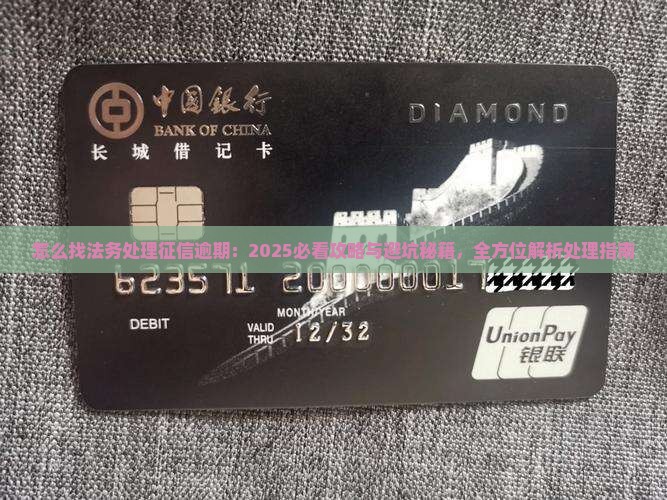 中國銀行
BANK OF CHINA
长城借记卡
DIAMOND
怎么找法务处理征信逾期：2025必看攻略与避坑秘籍，全方位解析处理指南
DEBIT
MONTH/YEAR
VALID THRU 12/32
UnionPay
银联